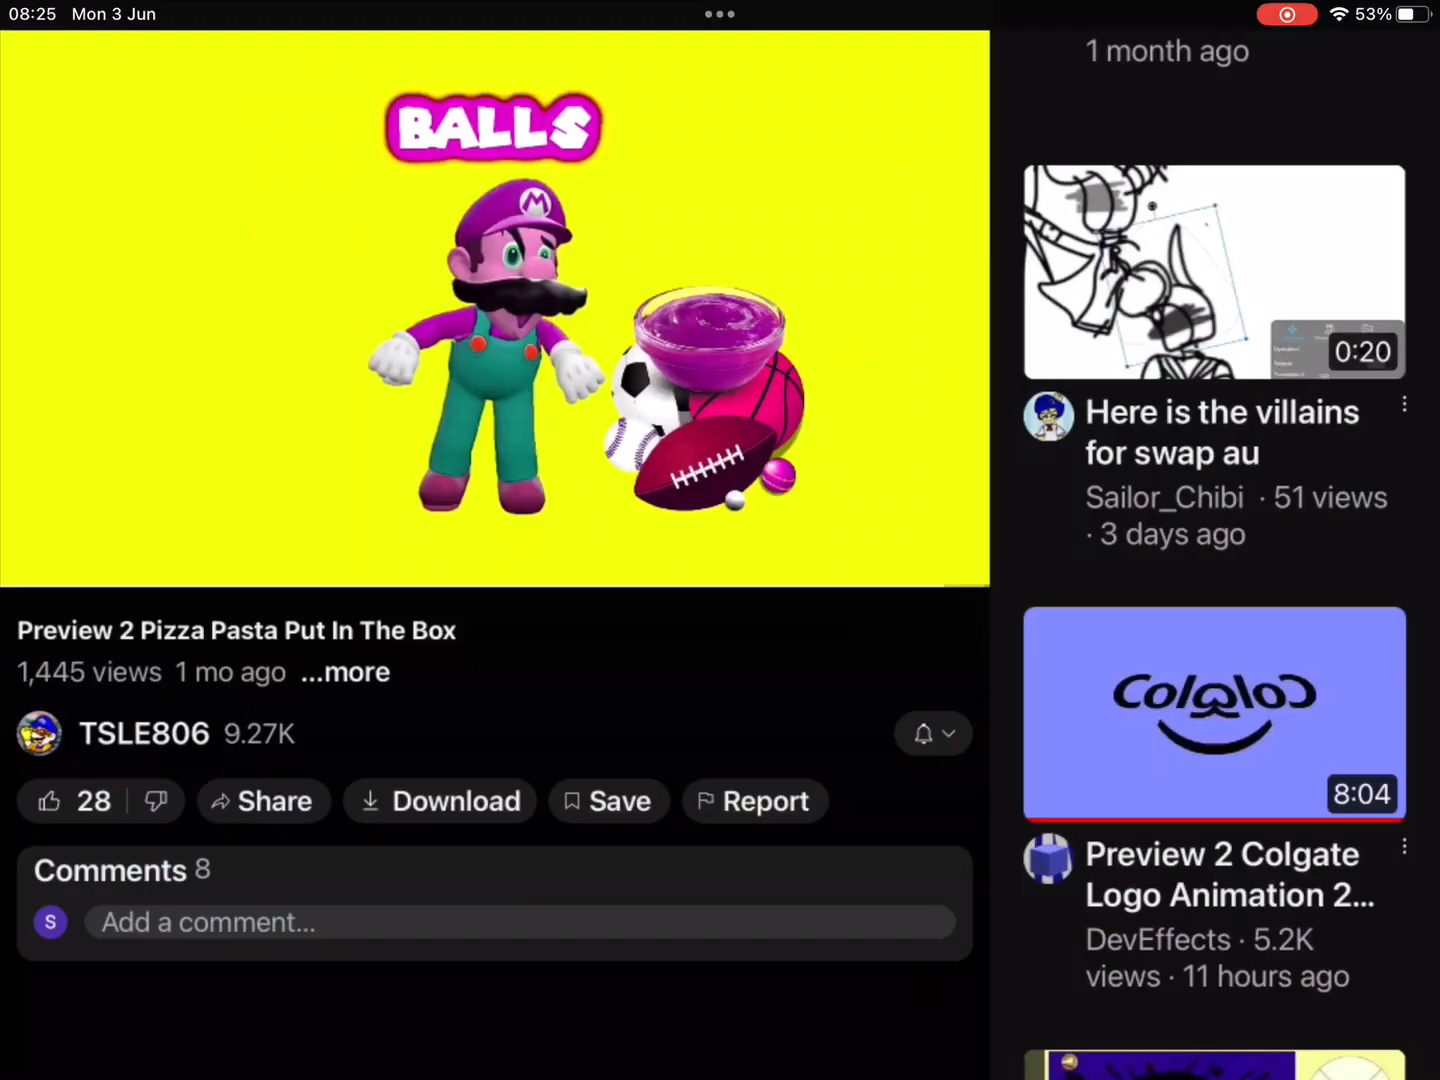 08:25 Mon 3 Jun
53%
BALLS
M
Preview 2 Pizza Pasta Put In The Box
1,445 views 1 mo ago ...more
TSLE806 9.27K
28
Share
Download
Save
Report
Comments 8
S
Add a comment...
1 month ago
0:20
Here is the villains
for swap au
Sailor_Chibi · 51 views
· 3 days ago
8:04
Preview 2 Colgate
Logo Animation 2...
DevEffects · 5.2K
views · 11 hours ago